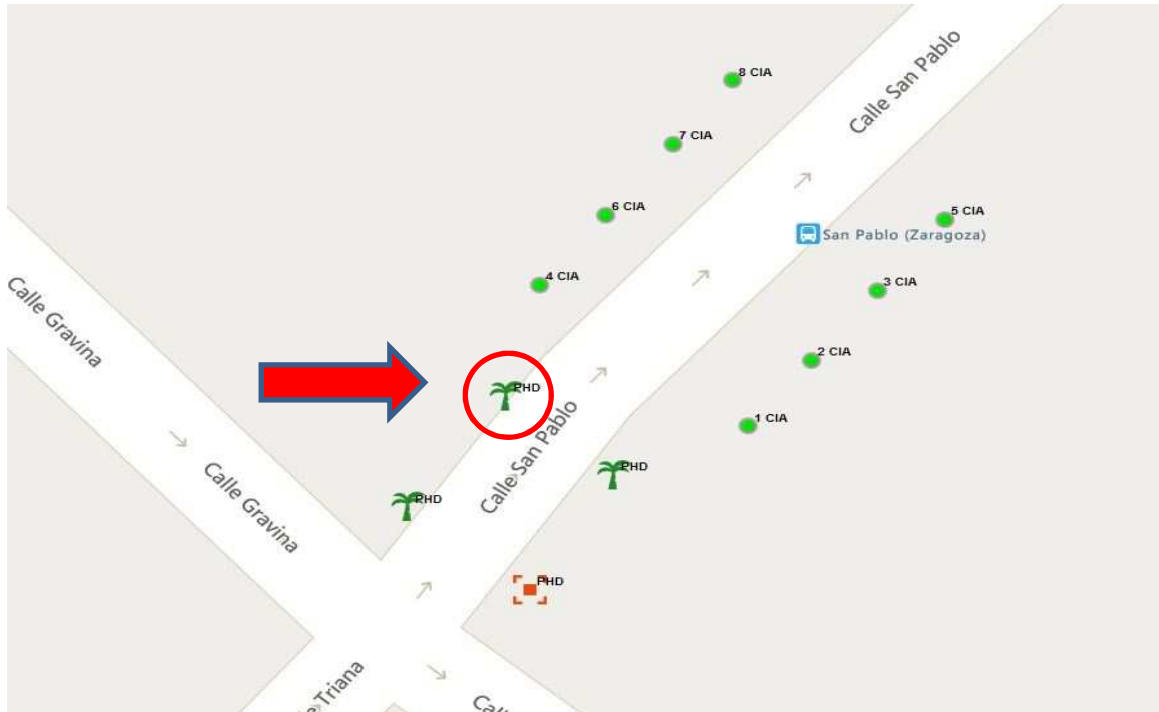 8 CIA
Calle San Pablo
7 CIA
6 CIA
5 CIA
San Pablo (Zaragoza)
4 CIA
3 CIA
Calle Gravina
2 CIA
PHD
1 CIA
Calle San Pablo
PHD
PHD
Calle Gravina
PHD
Triana